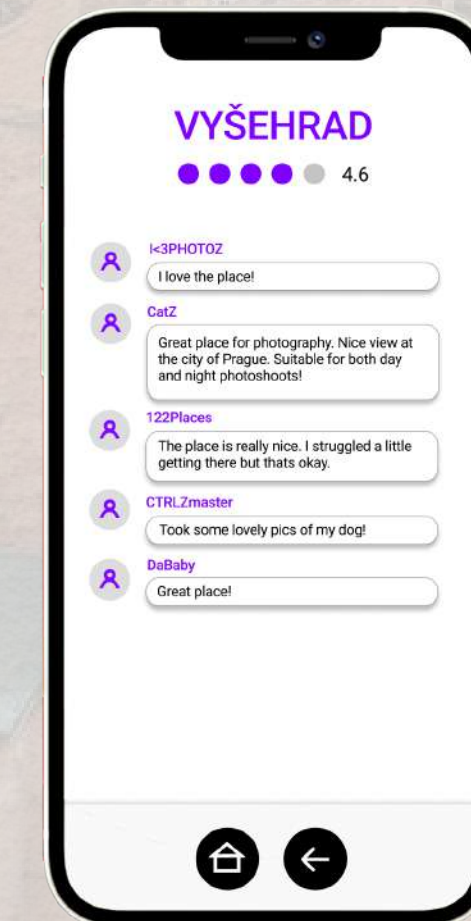 VYŠEHRAD
4.6
I<3PHOTOZ
I love the place!
CatZ
Great place for photography. Nice view at
the city of Prague. Suitable for both day
and night photoshoots!
122Places
The place is really nice. I struggled a little
getting there but thats okay.
CTRLZmaster
Took some lovely pics of my dog!
DaBaby
Great place!